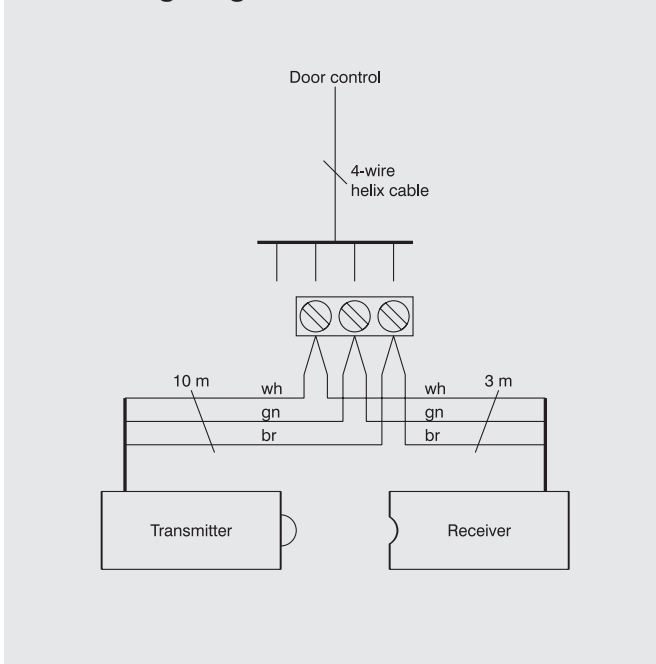 Door control
4-wire
helix cable
10 m
wh
wh
3 m
gn
gn
br
br
Transmitter
Receiver